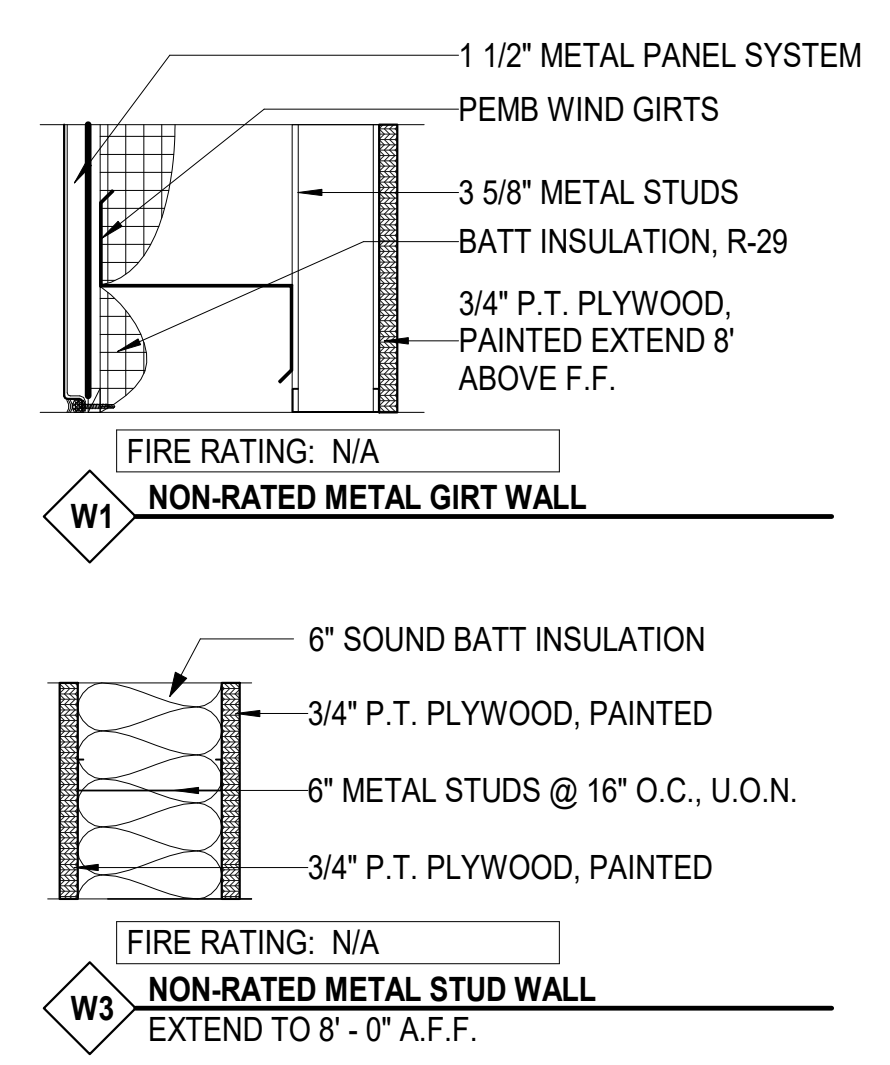 1 1/2" METAL PANEL SYSTEM
PEMB WIND GIRTS
3 5/8" METAL STUDS
BATT INSULATION, R-29
3/4" P.T. PLYWOOD,
PAINTED EXTEND 8'
ABOVE F.F.
FIRE RATING: N/A
W1
NON-RATED METAL GIRT WALL
6" SOUND BATT INSULATION
3/4" P.T. PLYWOOD, PAINTED
6" METAL STUDS @ 16" O.C., U.O.N.
3/4" P.T. PLYWOOD, PAINTED
FIRE RATING: N/A
W3
NON-RATED METAL STUD WALL
EXTEND TO 8' - 0" A.F.F.